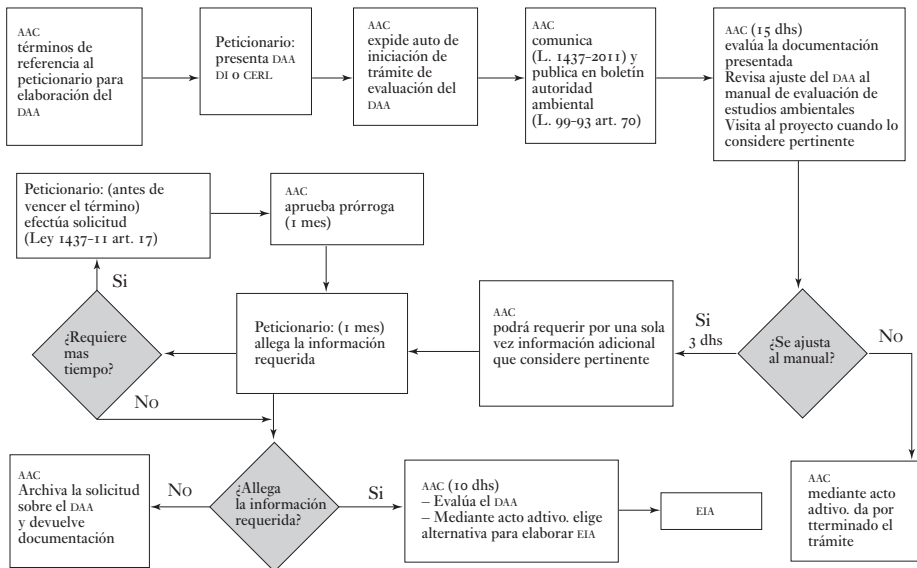 AAC
términos de
referencia al
peticionario para
elaboración del
DAA
Peticionario:
presenta DAA
DI o CERL
AAC
expide auto de
iniciación de
trámite de
evaluación del
DAA
AAC
comunica
(L. 1437-2011) y
publica en boletín
autoridad
ambiental
(L. 99-93 art. 70)
AAC (15 dhs)
evalúa la documentación
presentada
Revisa ajuste del DAA al
manual de evaluación de
estudios ambientales
Visita al proyecto cuando lo
considere pertinente
Peticionario: (antes de
vencer el término)
efectúa solicitud
(Ley 1437-11 art. 17)
AAC
aprueba prórroga
(1 mes)
Si
¿Requiere
mas
tiempo?
No
Peticionario: (1 mes)
allega la información
requerida
AAC
podrá requerir por una sola
vez información adicional
que considere pertinente
Si
3 dhs
¿Se ajusta
al manual?
No
AAC
Archiva la solicitud
sobre el DAA
y devuelve
documentación
No
¿Allega
la información
requerida?
Si
AAC (10 dhs)
– Evalúa el DAA
– Mediante acto adtivo. elige
alternativa para elaborar EIA
EIA
AAC
mediante acto
adtivo. da por
tterminado el
trámite